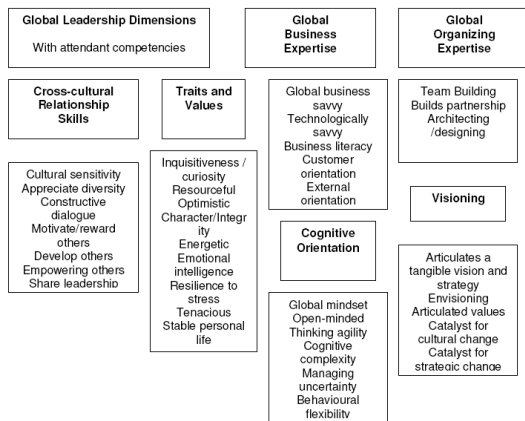 Global Leadership Dimensions
With attendant competencies
Global
Business
Expertise
Global
Organizing
Expertise
Cross-cultural
Relationship
Skills
Traits and
Values
Global business
savvy
Technologically
savvy
Business literacy
Customer
orientation
External
orientation
Team Building
Builds partnership
Architecting
/designing
Cultural sensitivity
Appreciate diversity
Constructive
dialogue
Motivate/reward
others
Develop others
Empowering others
Share leadership
Inquisitiveness /
curiosity
Resourceful
Optimistic
Character/Integr
ity
Energetic
Emotional
intelligence
Resilience to
stress
Tenacious
Stable personal
life
Cognitive
Orientation
Visioning
Global mindset
Open-minded
Thinking agility
Cognitive
complexity
Managing
uncertainty
Behavioural
flexibility
Articulates a
tangible vision and
strategy
Envisioning
Articulated values
Catalyst for
cultural change
Catalyst for
strategic change